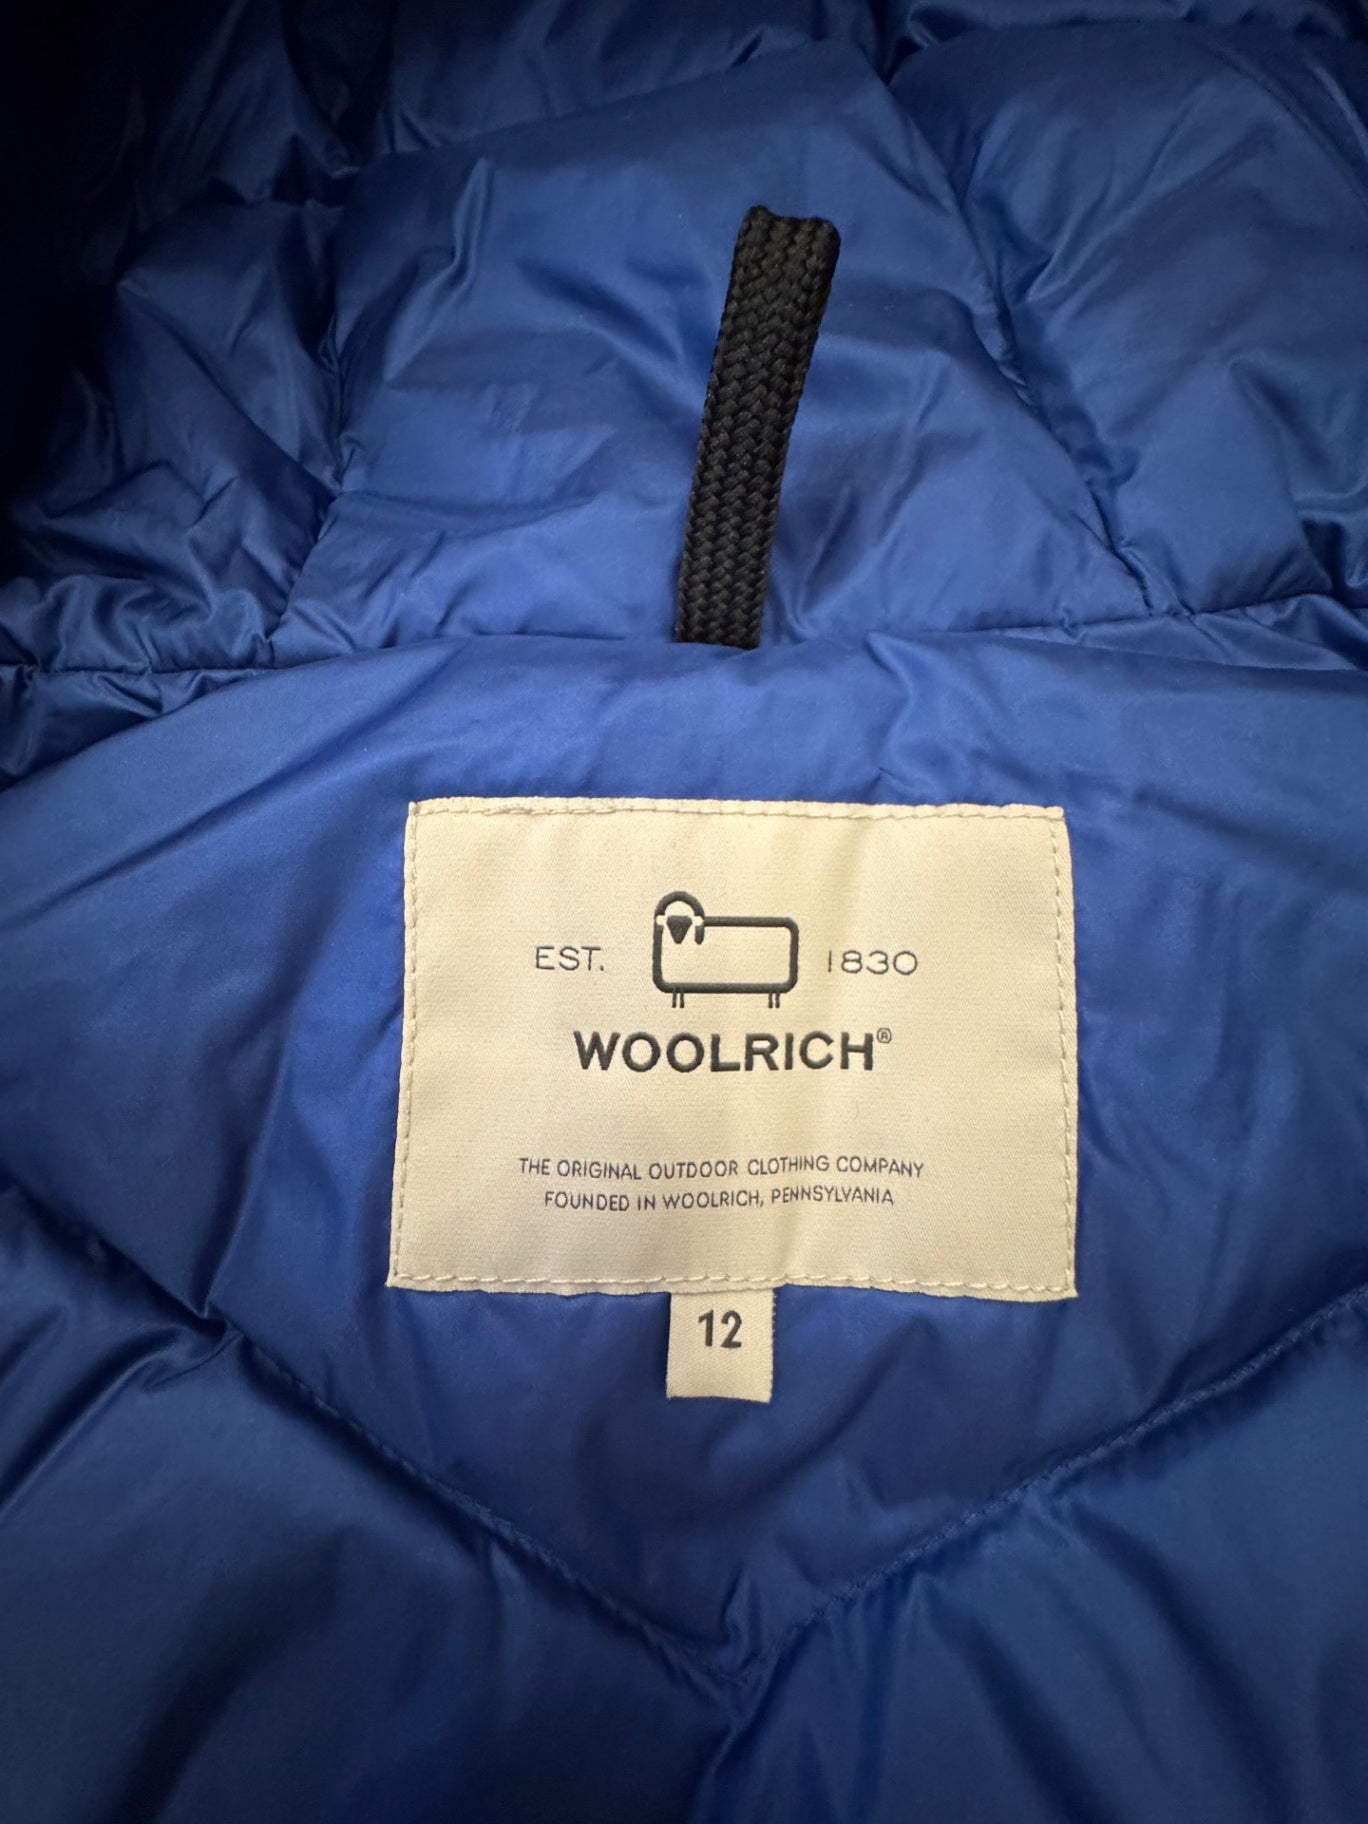 EST. 1830
WOOLRICH®
THE ORIGINAL OUTDOOR CLOTHING COMPANY
FOUNDED IN WOOLRICH, PENNSYLVANIA
12